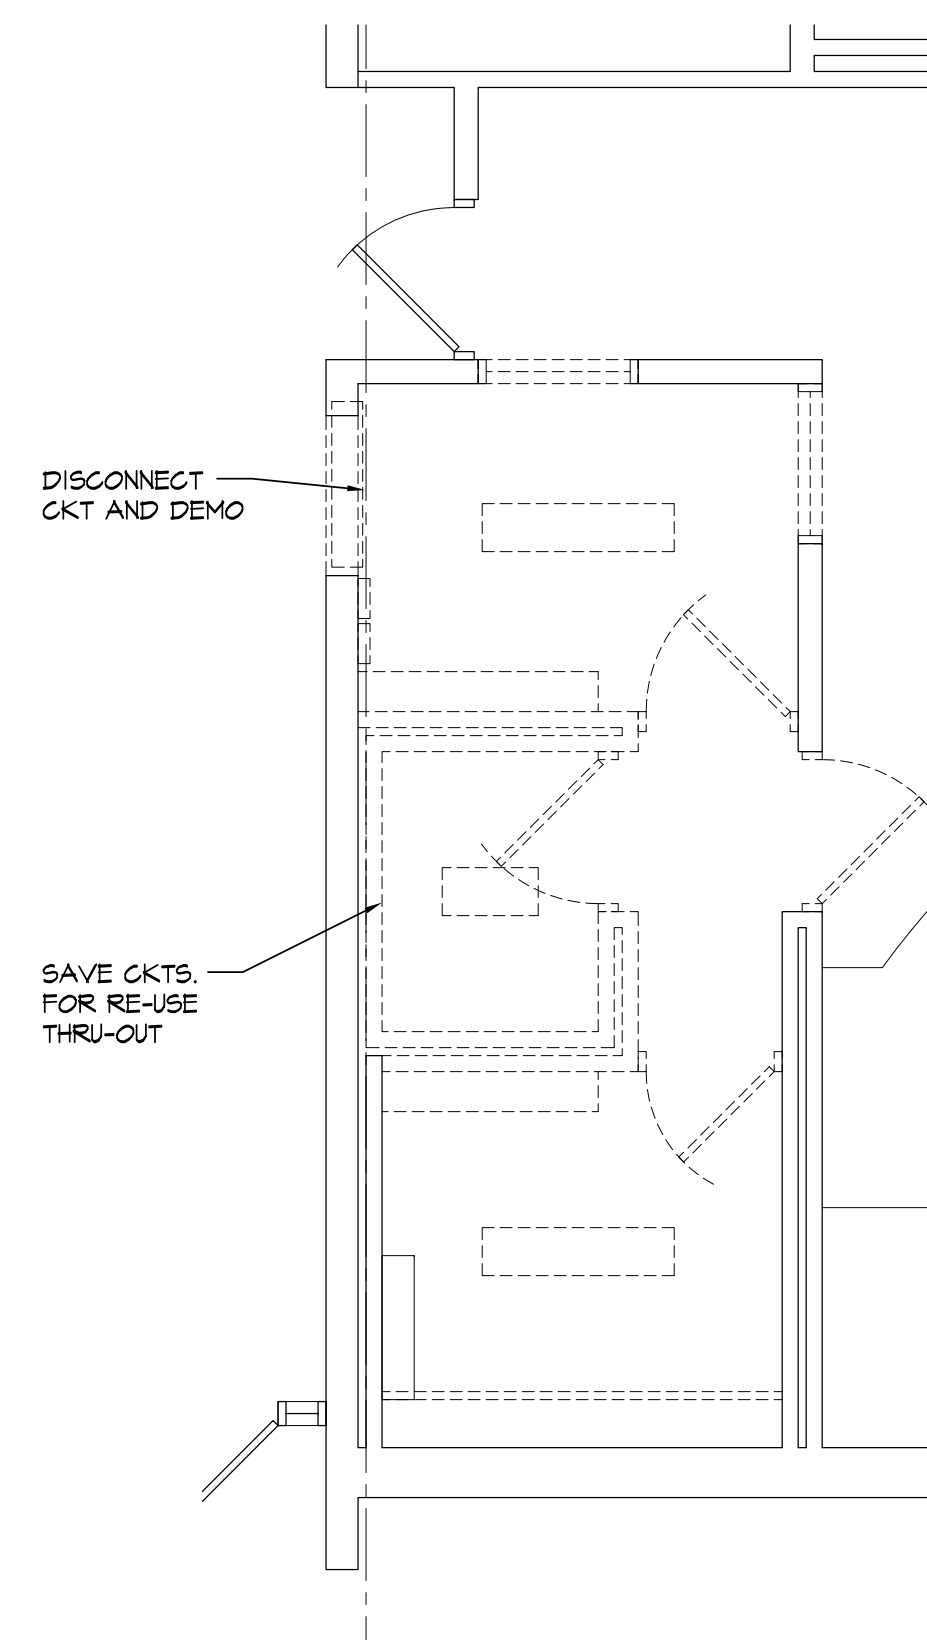 DISCONNECT
CKT AND DEMO
SAVE CKTS.
FOR RE-USE
THRU-OUT